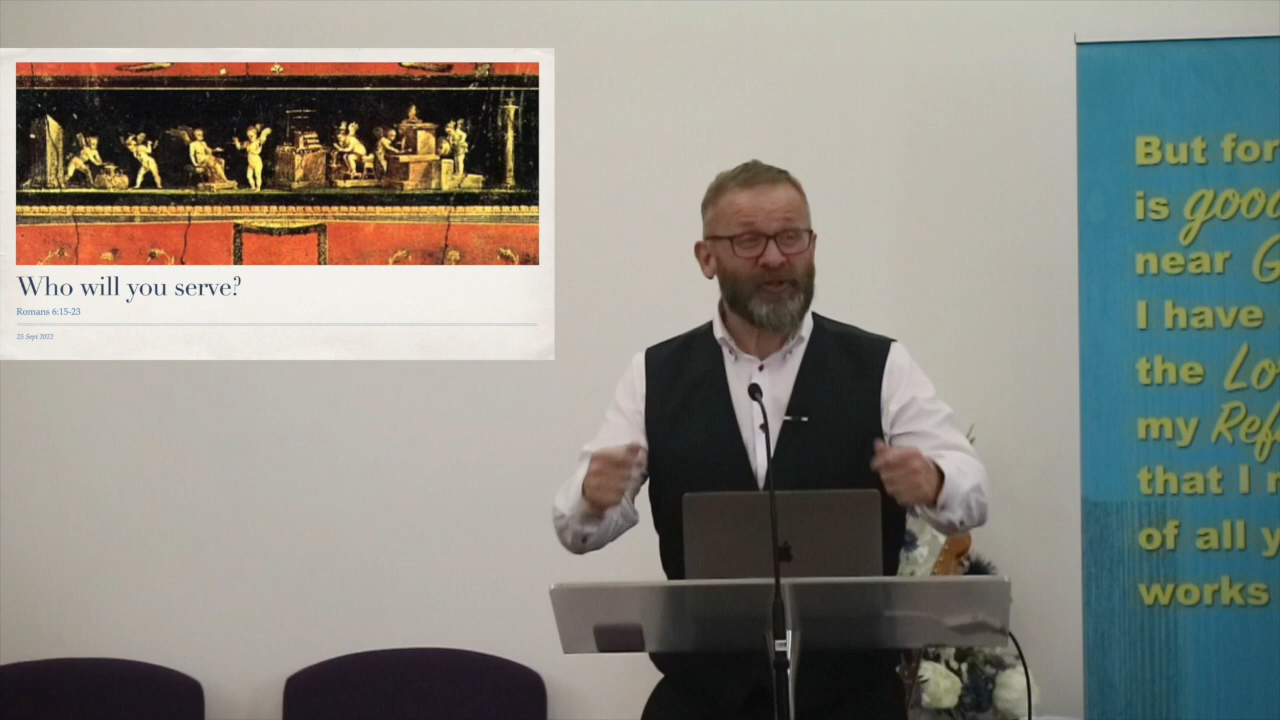 Who will you serve?
Romans 6:15-23
25 Sept 2022
But for
is good
near G
I have
the Lo
my Ref
that I
of all y
works